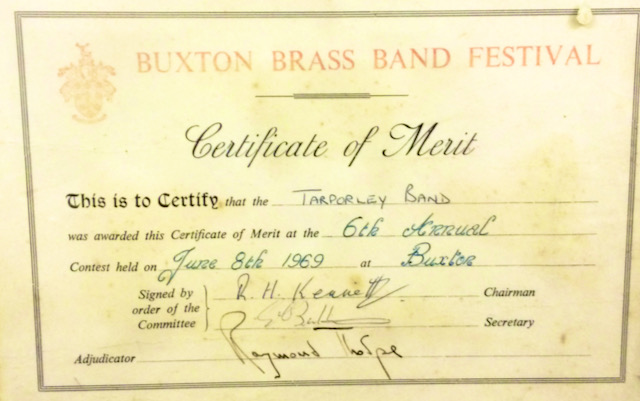 BUXTON BRASS BAND FESTIVAL
Certificate of Merit
This is to Certify that the TARPORLEY BAND
was awarded this Certificate of Merit at the 6th Annual
Contest held on June 8th 1969 at Buxton
Signed by R. H. Kennett Chairman
order of the
Committee Secretary
Adjudicator Raymond Thorpe